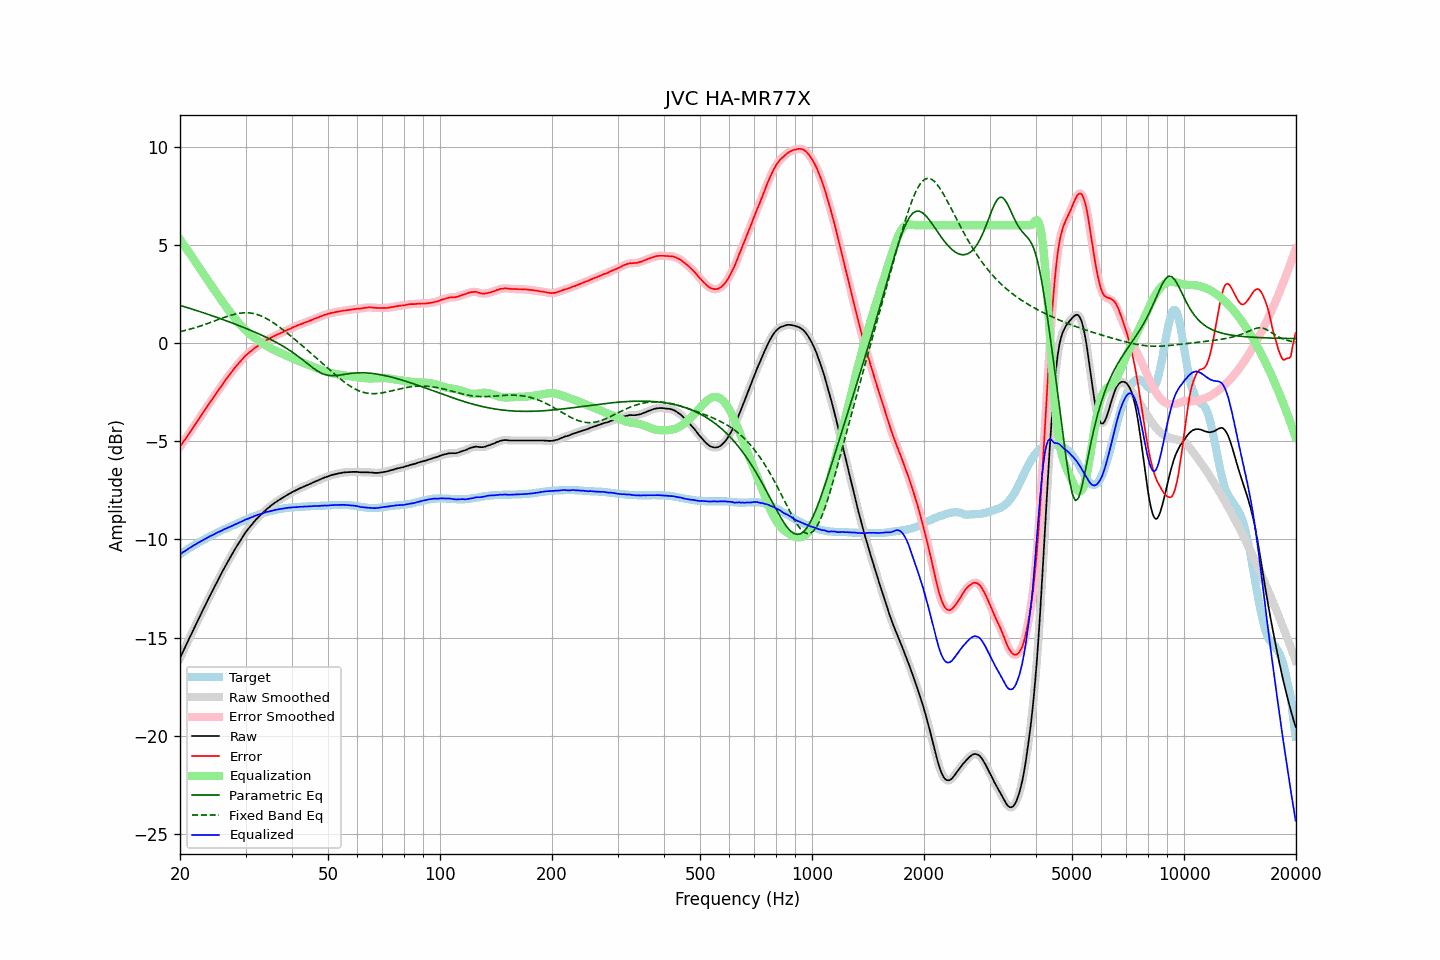 JVC HA-MR77X
Amplitude (dBr)
10
5
0
−5
−10
−15
−20
−25
Target
Raw Smoothed
Error Smoothed
Raw
Error
Equalization
Parametric Eq
Fixed Band Eq
Equalized
20 50 100 200 500 1000 2000 5000 10000 20000
Frequency (Hz)